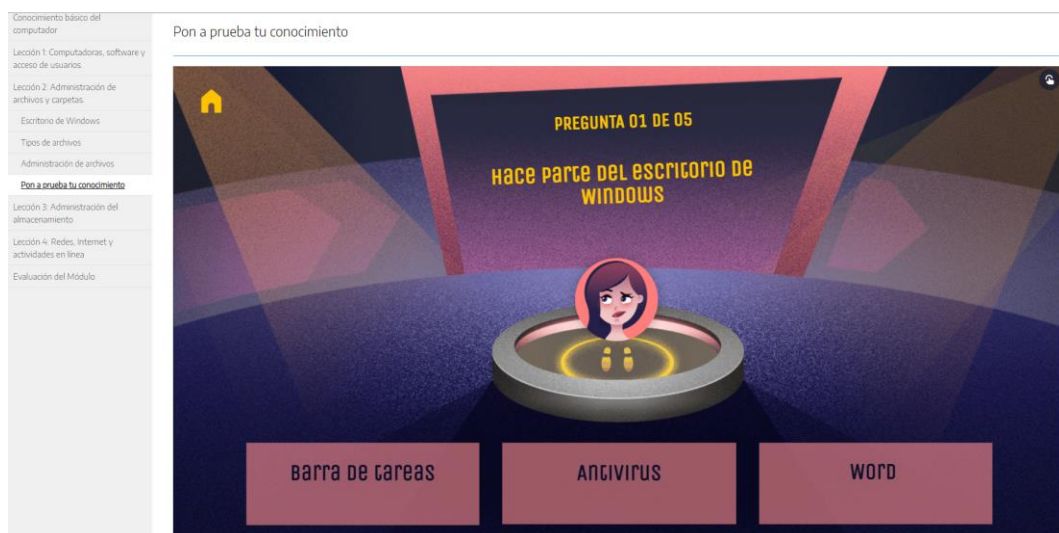 Conocimiento básico del
computador
Lección 1: Computadoras, software y
acceso de usuarios.
Lección 2: Administración de
archivos y carpetas.
Escritorio de Windows
Tipos de archivos
Administración de archivos
Pon a prueba tu conocimiento
Lección 3: Administración del
almacenamiento
Lección 4: Redes, Internet y
actividades en línea
Evaluación del Módulo
Pon a prueba tu conocimiento
PREGUNTA 01 DE 05
Hace parte del escritorio de
Windows
Barra de tareas
Antivirus
Word